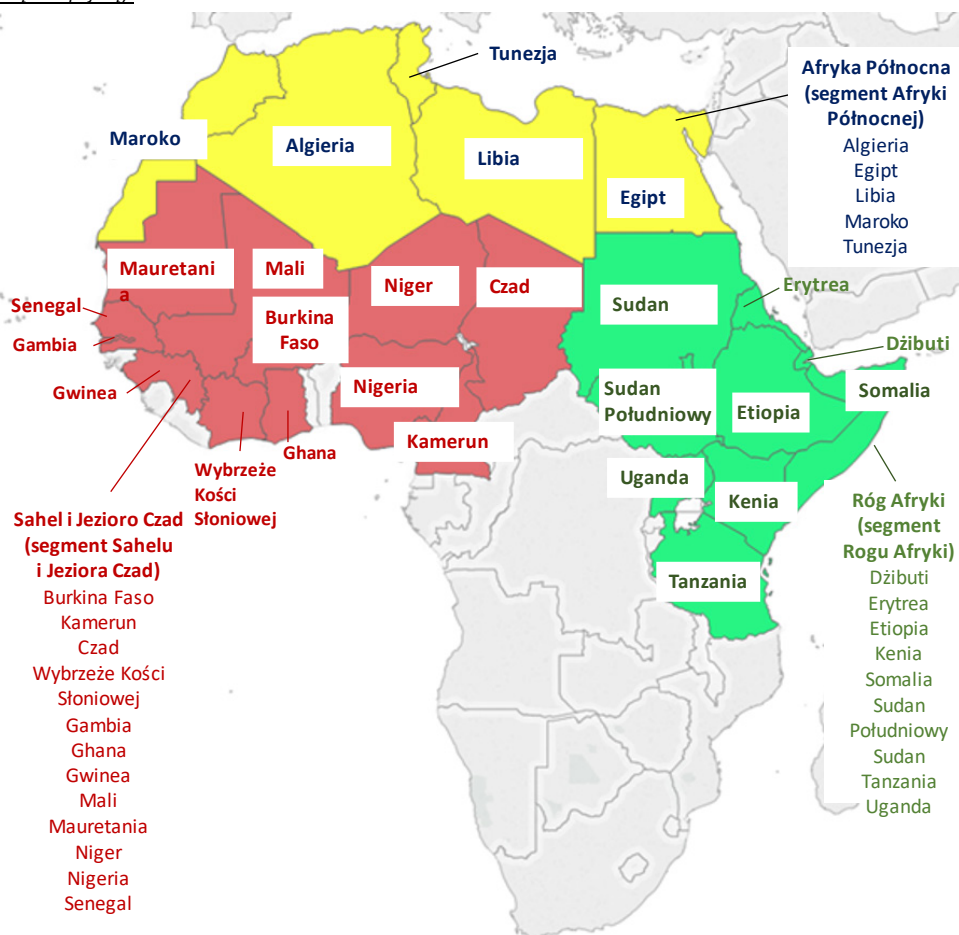 Tunezja
Maroko
Algieria
Libia
Egipt
Afryka Północna
(segment Afryki
Północnej)
Algieria
Egipt
Libia
Maroko
Tunezja
Mauretani
a
Mali
Niger
Czad
Senegal
Gambia
Gwinea
Burkina
Faso
Nigeria
Kamerun
Ghana
Wybrzeże
Kości
Słoniowej
Sudan
Erytrea
Dżibuti
Sudan
Południowy
Etiopia
Somalia
Uganda
Kenia
Tanzania
Sahel i Jezioro Czad
(segment Sahelu
i Jeziora Czad)
Burkina Faso
Kamerun
Czad
Wybrzeże Kości
Słoniowej
Gambia
Ghana
Gwinea
Mali
Mauretania
Niger
Nigeria
Senegal
Róg Afryki
(segment
Rogu Afryki)
Dżibuti
Erytrea
Etiopia
Kenia
Somalia
Sudan
Południowy
Sudan
Tanzania
Uganda